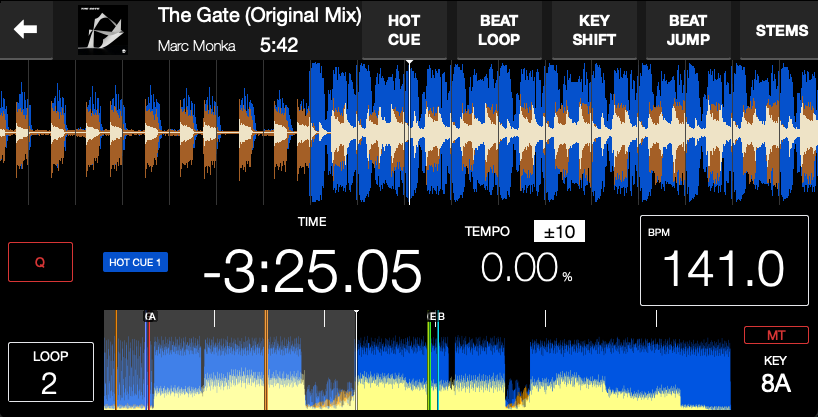 The Gate (Original Mix)
Marc Monka 5:42
HOT CUE
BEAT LOOP
KEY SHIFT
BEAT JUMP
STEMS
TIME
TEMPO ±10
BPM
Q
HOT CUE 1
-3:25.05
0.00 %
141.0
A
E B
LOOP
2
MT
KEY
8A